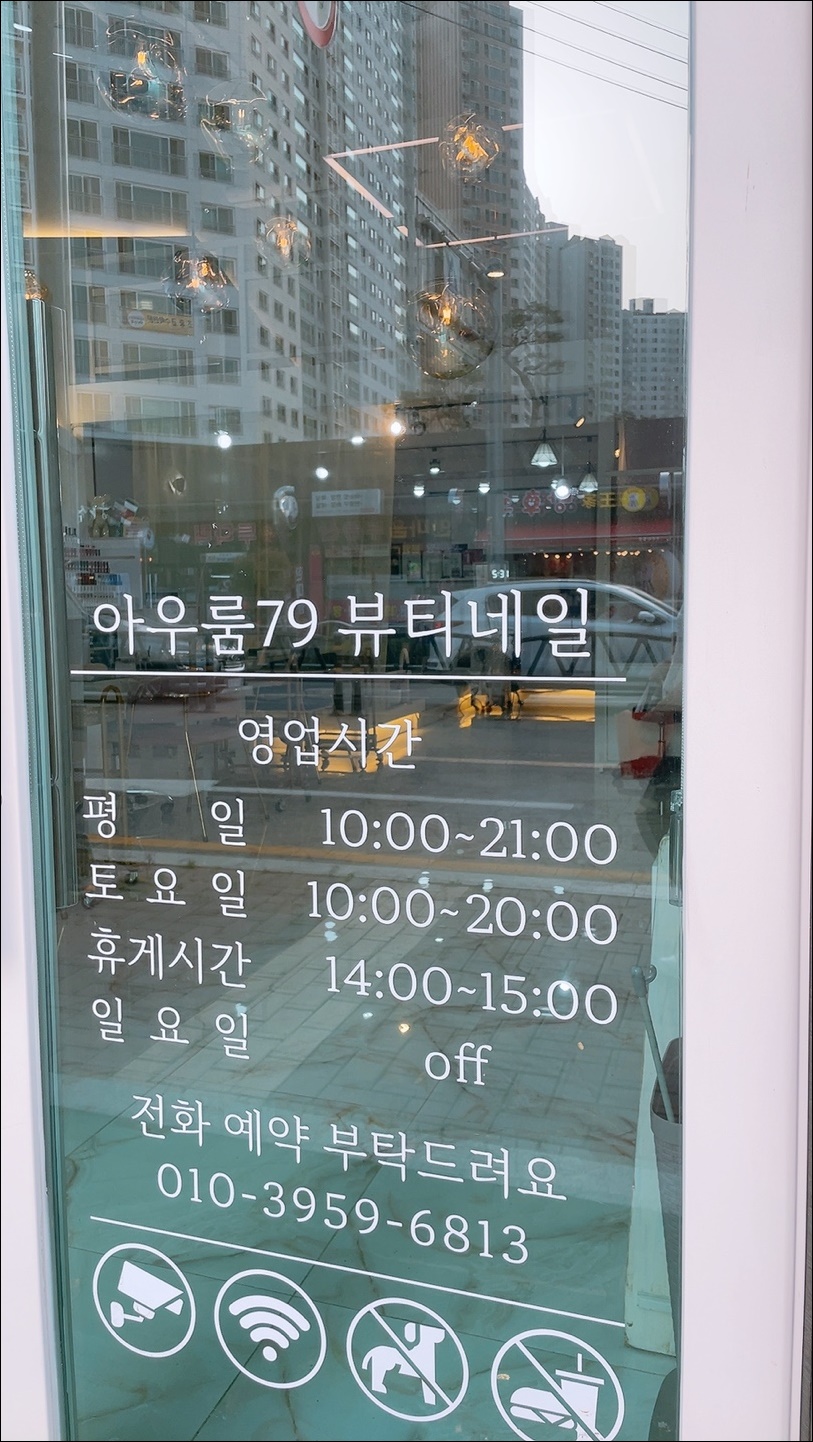 5:31
아우룸79 뷰티네일
영업시간
평 일 10:00~21:00
토 요 일 10:00~20:00
휴게시간 14:00~15:00
일 요 일 off
전화 예약 부탁드려요
010-3959-6813